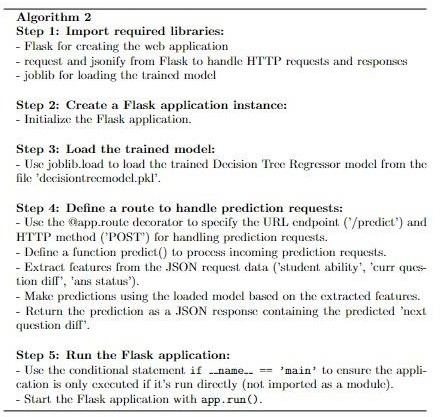 Algorithm 2
Step 1: Import required libraries:
- Flask for creating the web application
- request and jsonify from Flask to handle HTTP requests and responses
- joblib for loading the trained model
Step 2: Create a Flask application instance:
- Initialize the Flask application.
Step 3: Load the trained model:
- Use joblib.load to load the trained Decision Tree Regressor model from the
file 'decisiontreemodel.pkl'.
Step 4: Define a route to handle prediction requests:
- Use the @app.route decorator to specify the URL endpoint ('/predict') and
HTTP method ('POST') for handling prediction requests.
- Define a function predict() to process incoming prediction requests.
- Extract features from the JSON request data ('student ability', 'curr ques-
tion diff', 'ans status').
- Make predictions using the loaded model based on the extracted features.
- Return the prediction as a JSON response containing the predicted 'next
question diff'.
Step 5: Run the Flask application:
- Use the conditional statement if __name__ == 'main' to ensure the appli-
cation is only executed if it's run directly (not imported as a module).
- Start the Flask application with app.run().